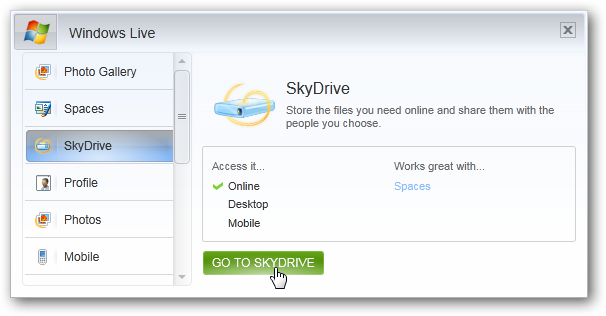 Windows Live
Photo Gallery
Spaces
SkyDrive
Profile
Photos
Mobile
SkyDrive
Store the files you need online and share them with the
people you choose.
Access it...
Online
Desktop
Mobile
Works great with...
Spaces
GO TO SKYDRIVE